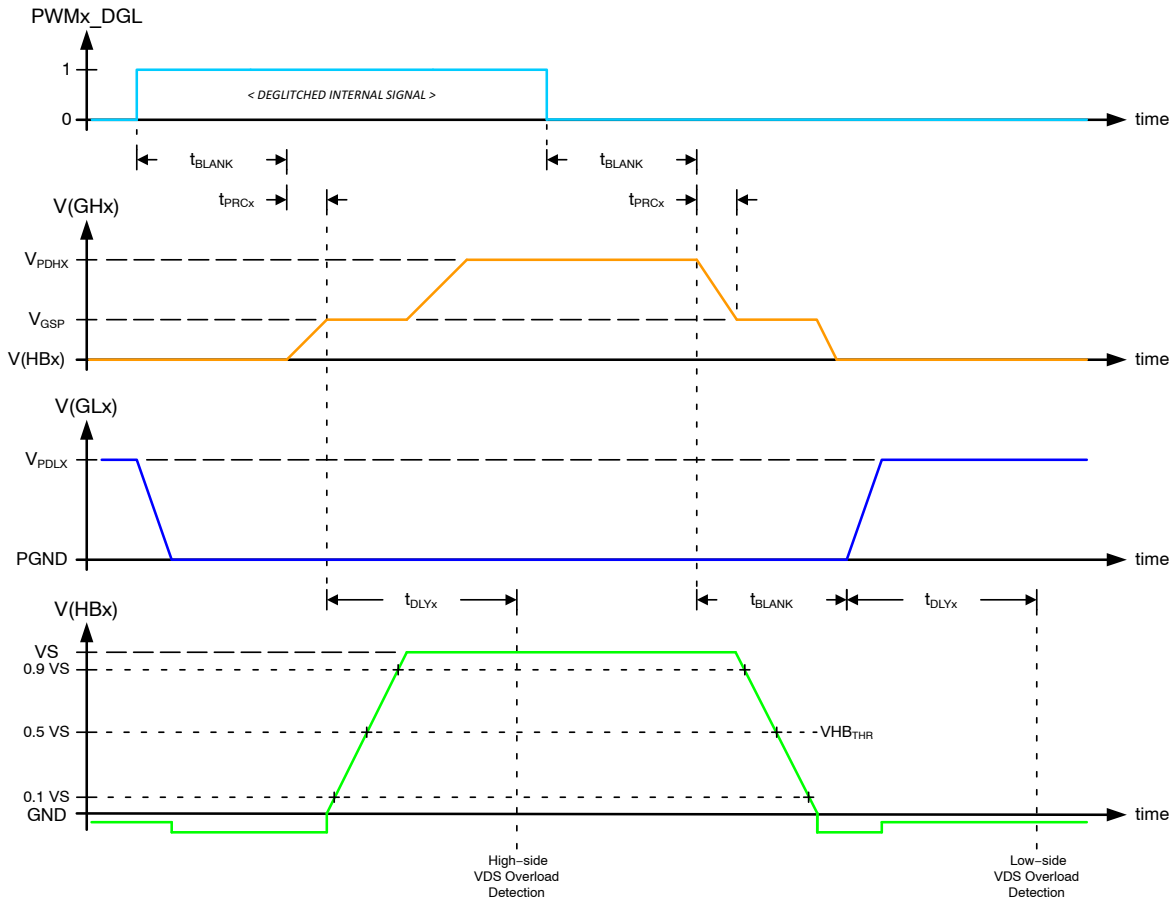 PWMx_DGL
1
< DEGLITCHED INTERNAL SIGNAL >
0
time
tBLANK
tBLANK
tPRCx
tPRCx
V(GHx)
VPDHX
VGSP
V(HBx)
time
V(GLx)
VPDLX
PGND
time
tDLYx
tBLANK
tDLYx
V(HBx)
VS
0.9 VS
0.5 VS
VHBTHR
0.1 VS
GND
time
High−side
VDS Overload
Detection
Low−side
VDS Overload
Detection